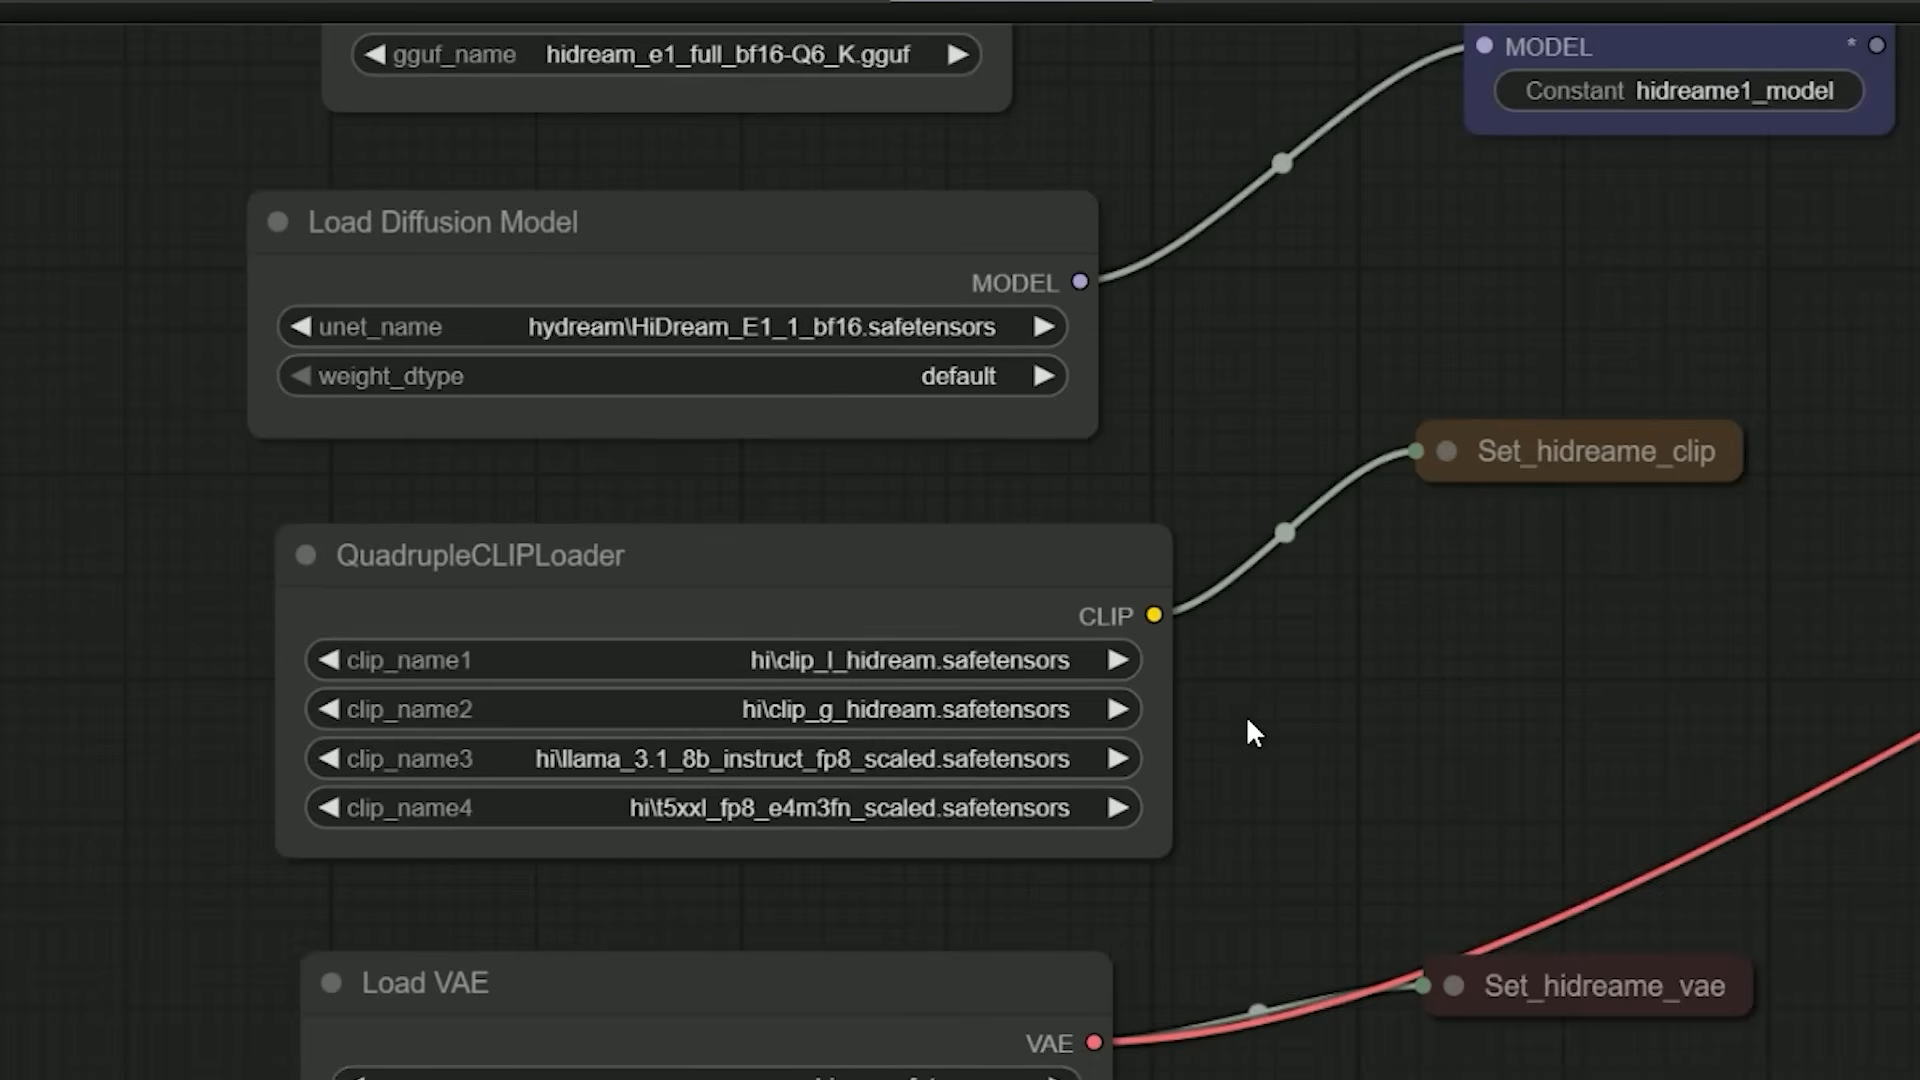 gguf_name hidream_e1_full_bf16-Q6_K.gguf
MODEL *
Constant hidreame1_model
Load Diffusion Model
MODEL
unet_name hydream\HiDream_E1_1_bf16.safetensors
weight_dtype default
Set_hidreame_clip
QuadrupleCLIPLoader
CLIP
clip_name1 hi\clip_l_hidream.safetensors
clip_name2 hi\clip_g_hidream.safetensors
clip_name3 hi\llama_3.1_8b_instruct_fp8_scaled.safetensors
clip_name4 hi\t5xxl_fp8_e4m3fn_scaled.safetensors
Load VAE
Set_hidreame_vae
VAE